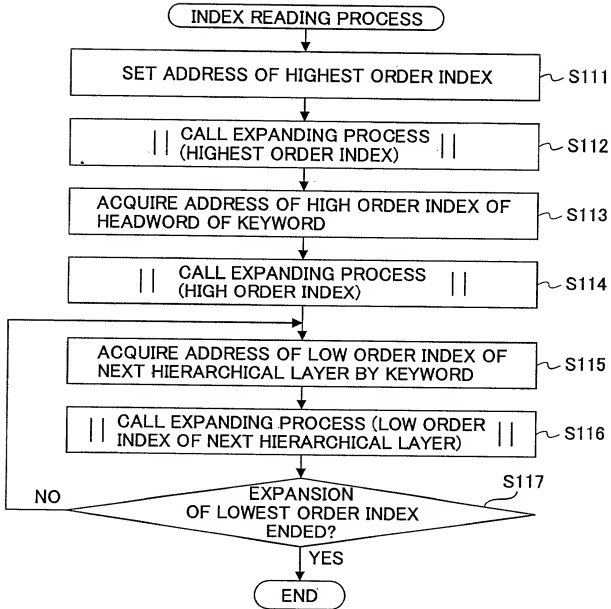 INDEX READING PROCESS
SET ADDRESS OF HIGHEST ORDER INDEX
S111
CALL EXPANDING PROCESS
(HIGHEST ORDER INDEX)
S112
ACQUIRE ADDRESS OF HIGH ORDER INDEX OF
HEADWORD OF KEYWORD
S113
CALL EXPANDING PROCESS
(HIGH ORDER INDEX)
S114
ACQUIRE ADDRESS OF LOW ORDER INDEX OF
NEXT HIERARCHICAL LAYER BY KEYWORD
S115
CALL EXPANDING PROCESS (LOW ORDER
INDEX OF NEXT HIERARCHICAL LAYER)
S116
S117
NO
EXPANSION
OF LOWEST ORDER INDEX
ENDED?
YES
END